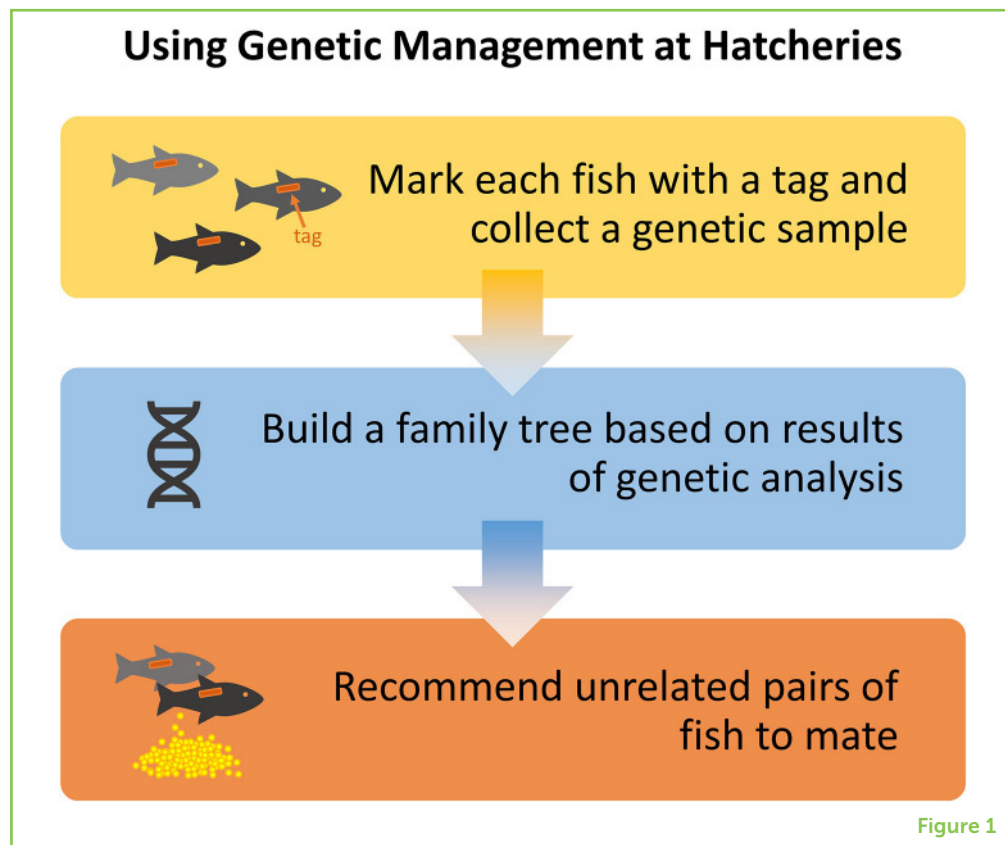 Using Genetic Management at Hatcheries
Mark each fish with a tag and
collect a genetic sample
tag
Build a family tree based on results
of genetic analysis
Recommend unrelated pairs of
fish to mate
Figure 1